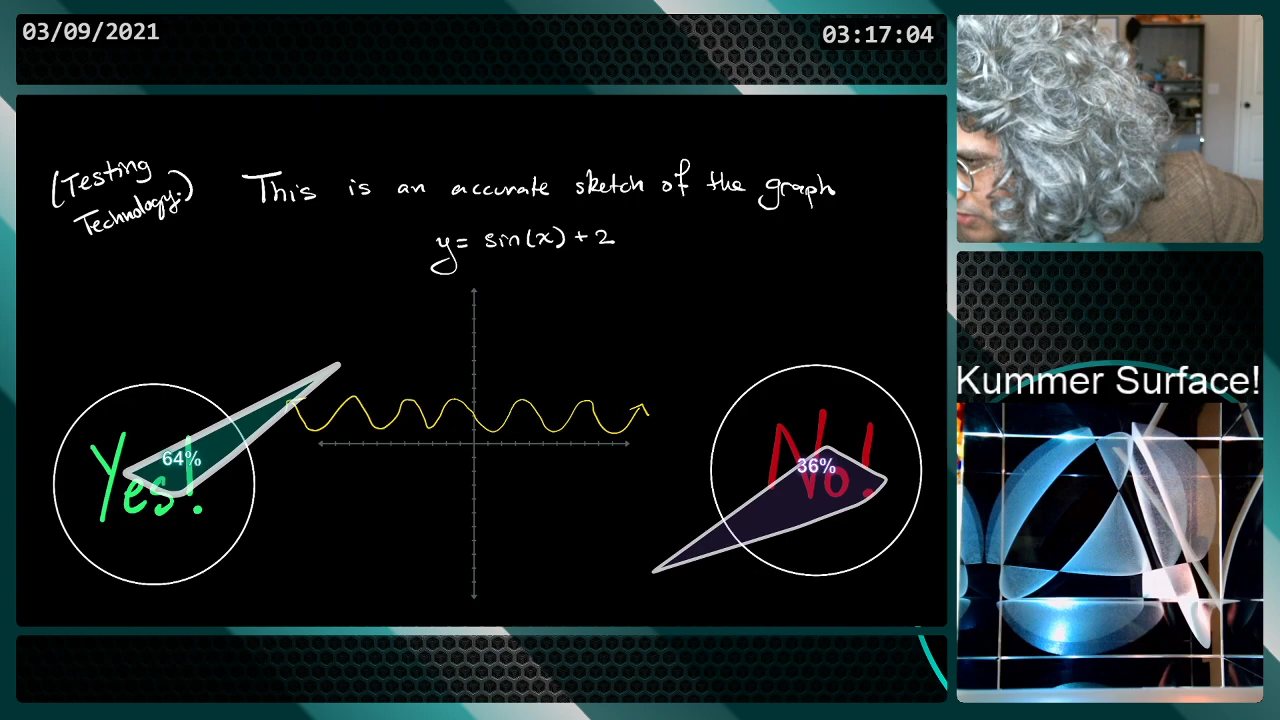 03/09/2021
03:17:04
(Testing
Technology.)
This is an accurate sketch of the graph
y = sin(x) + 2
Yes!
64%
No!
36%
Kummer Surface!